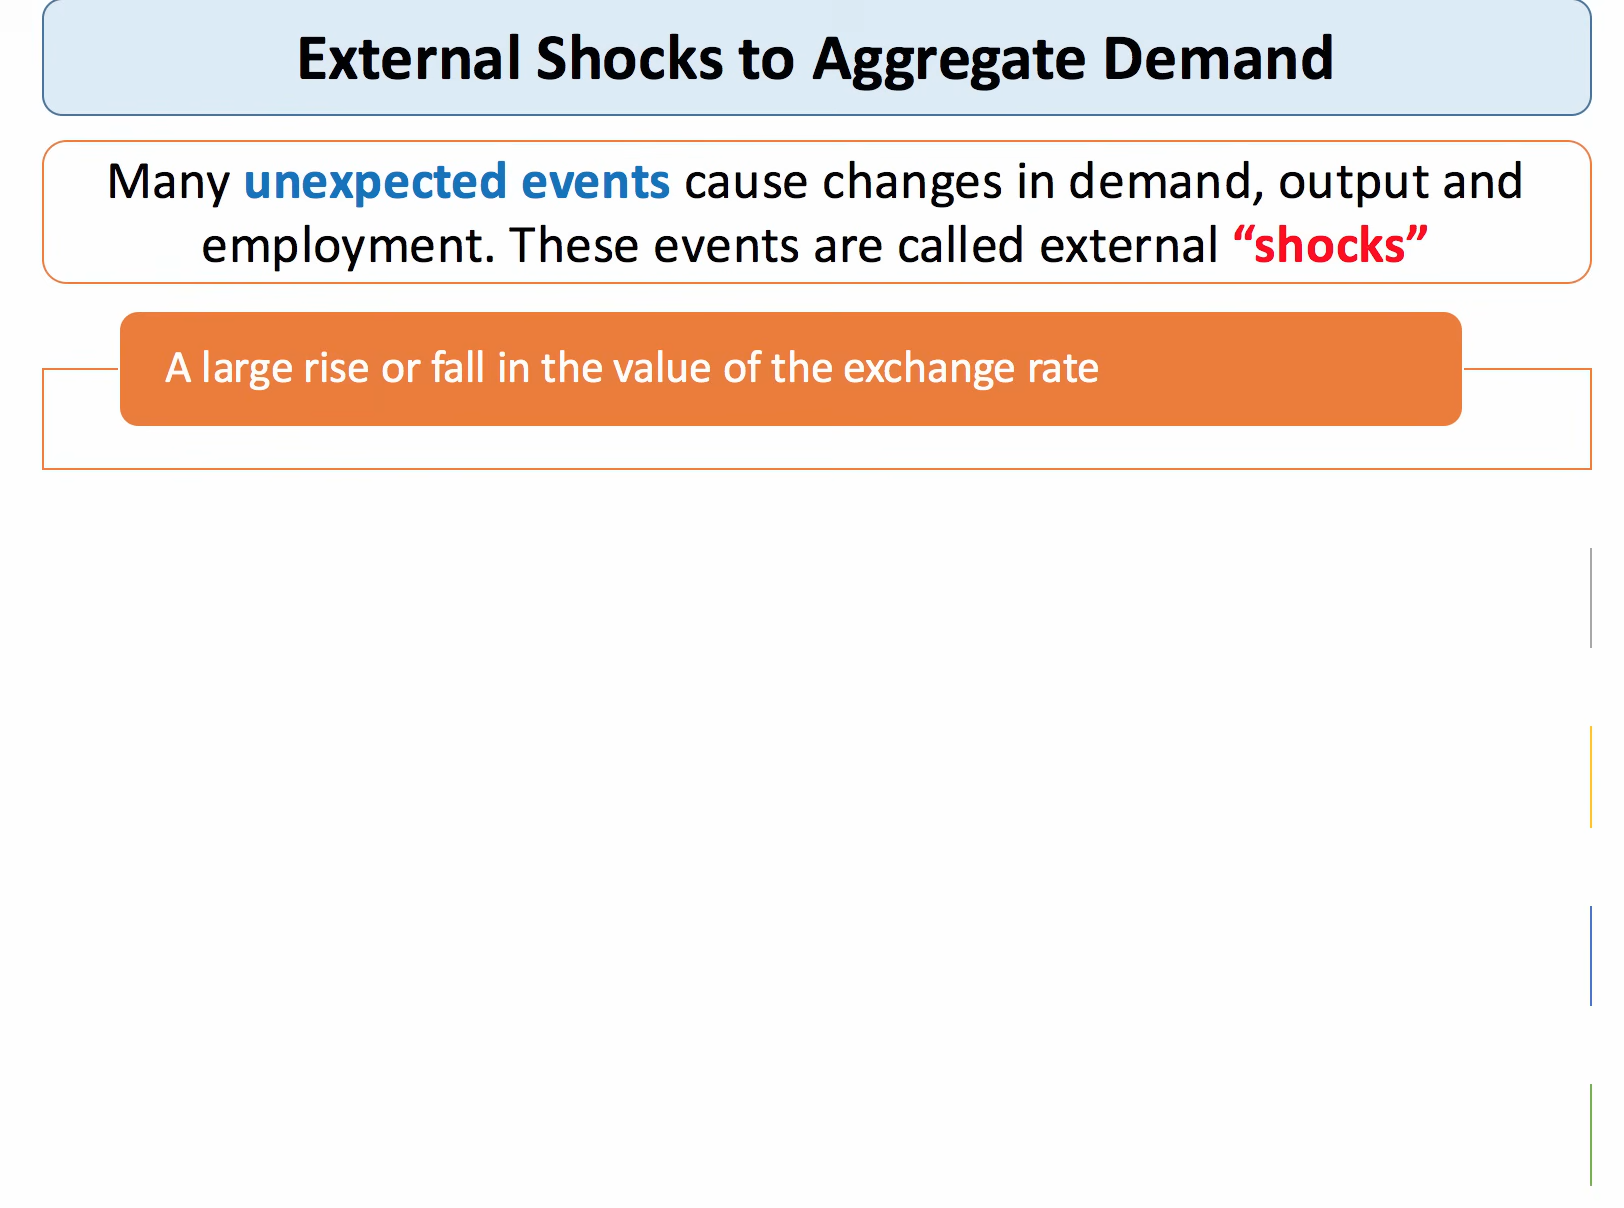 External Shocks to Aggregate Demand
Many unexpected events cause changes in demand, output and
employment. These events are called external “shocks”
A large rise or fall in the value of the exchange rate